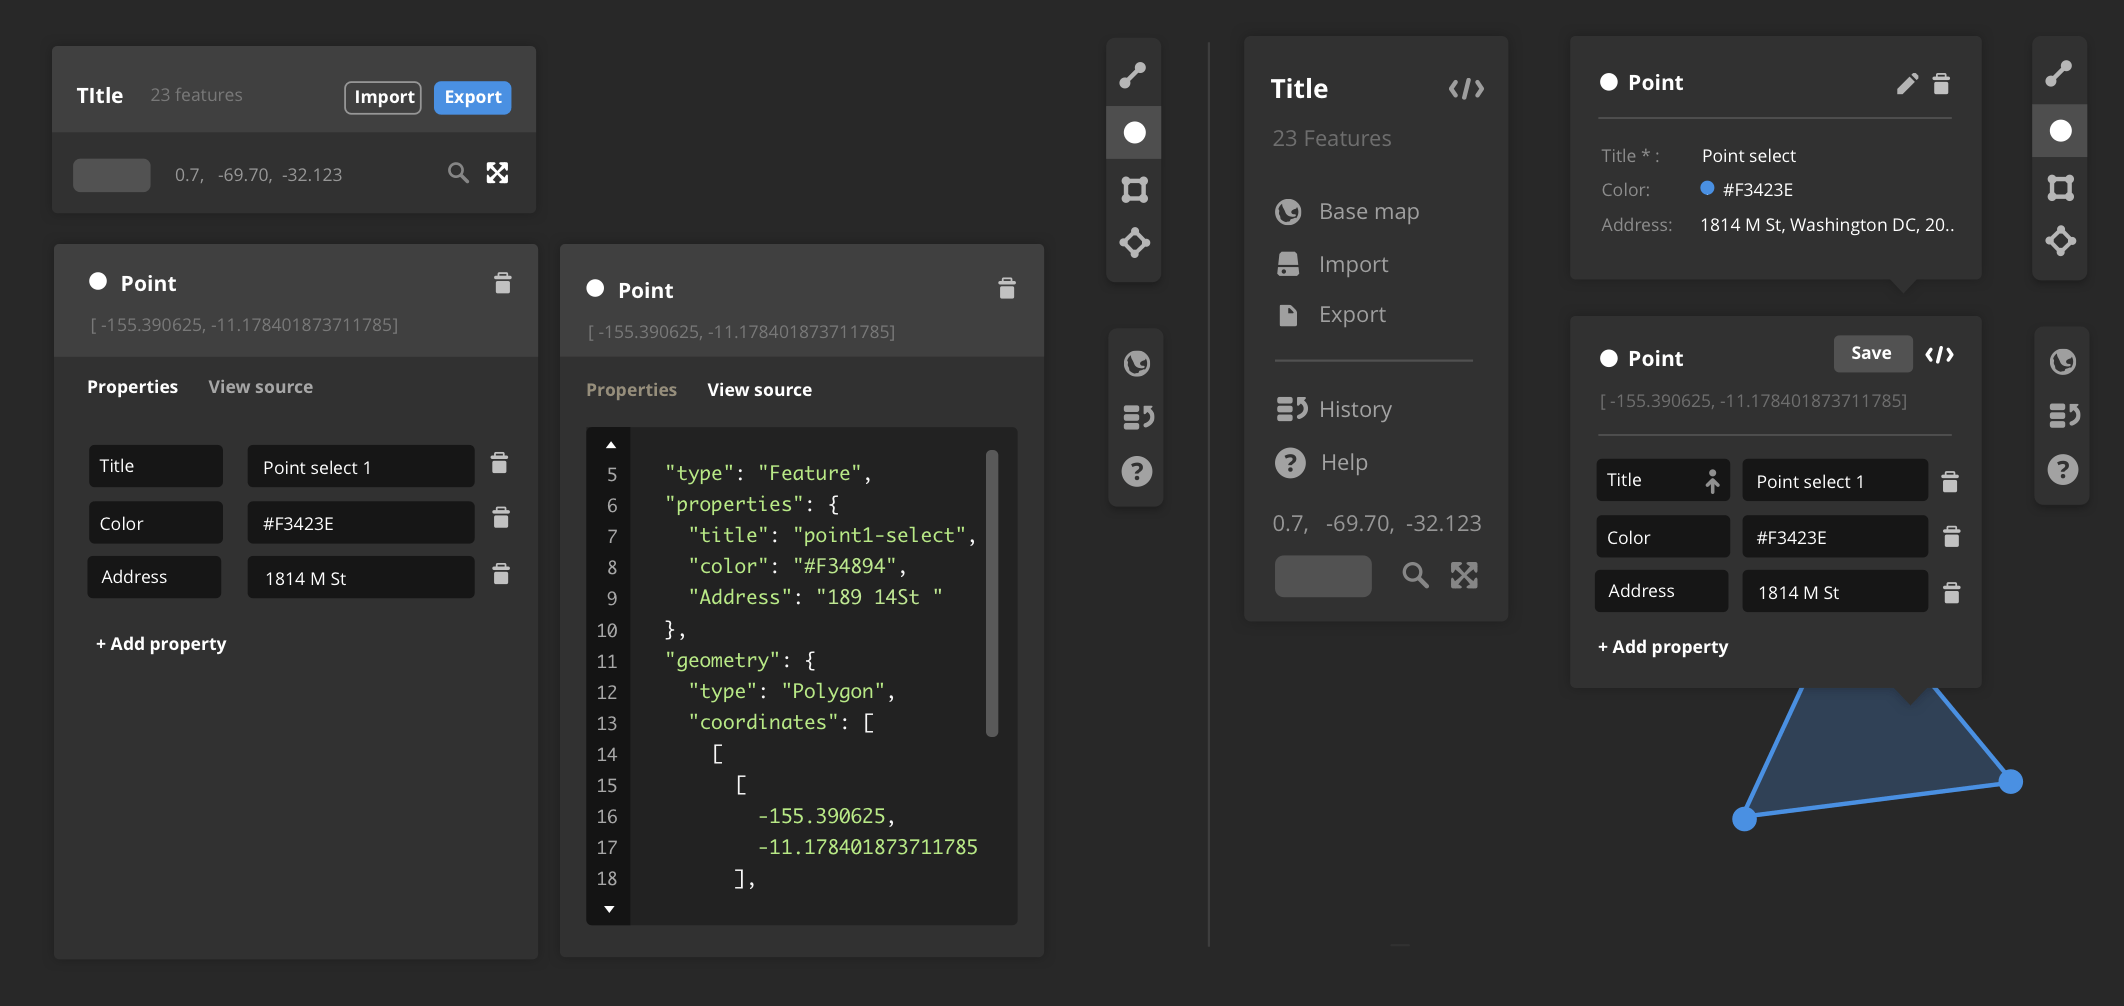 TItle 23 features Import Export
0.7, -69.70, -32.123
Point
[ -155.390625, -11.178401873711785]
Properties View source
Title Point select 1
Color #F3423E
Address 1814 M St
+ Add property
Point
[ -155.390625, -11.178401873711785]
Properties View source
5 "type": "Feature",
6 "properties": {
7 "title": "point1-select",
8 "color": "#F34894",
9 "Address": "189 14St "
10 },
11 "geometry": {
12 "type": "Polygon",
13 "coordinates": [
14 [
15 [
16 -155.390625,
17 -11.178401873711785
18 ],
?
Title </>
23 Features
Base map
Import
Export
History
? Help
0.7, -69.70, -32.123
Point
Title * : Point select
Color: #F3423E
Address: 1814 M St, Washington DC, 20..
Point Save </>
[ -155.390625, -11.178401873711785]
Title Point select 1
Color #F3423E
Address 1814 M St
+ Add property
?